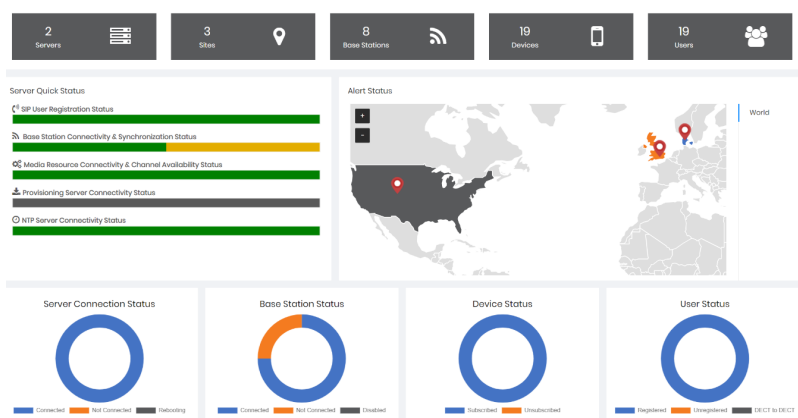 2
Servers
3
Sites
8
Base Stations
19
Devices
19
Users
Server Quick Status
SIP User Registration Status
Base Station Connectivity & Synchronization Status
Media Resource Connectivity & Channel Availability Status
Provisioning Server Connectivity Status
NTP Server Connectivity Status
Alert Status
+
-
World
Server Connection Status
Connected Not Connected Rebooting
Base Station Status
Connected Not Connected Disabled
Device Status
Subscribed Unsubscribed
User Status
Registered Unregistered DECT to DECT